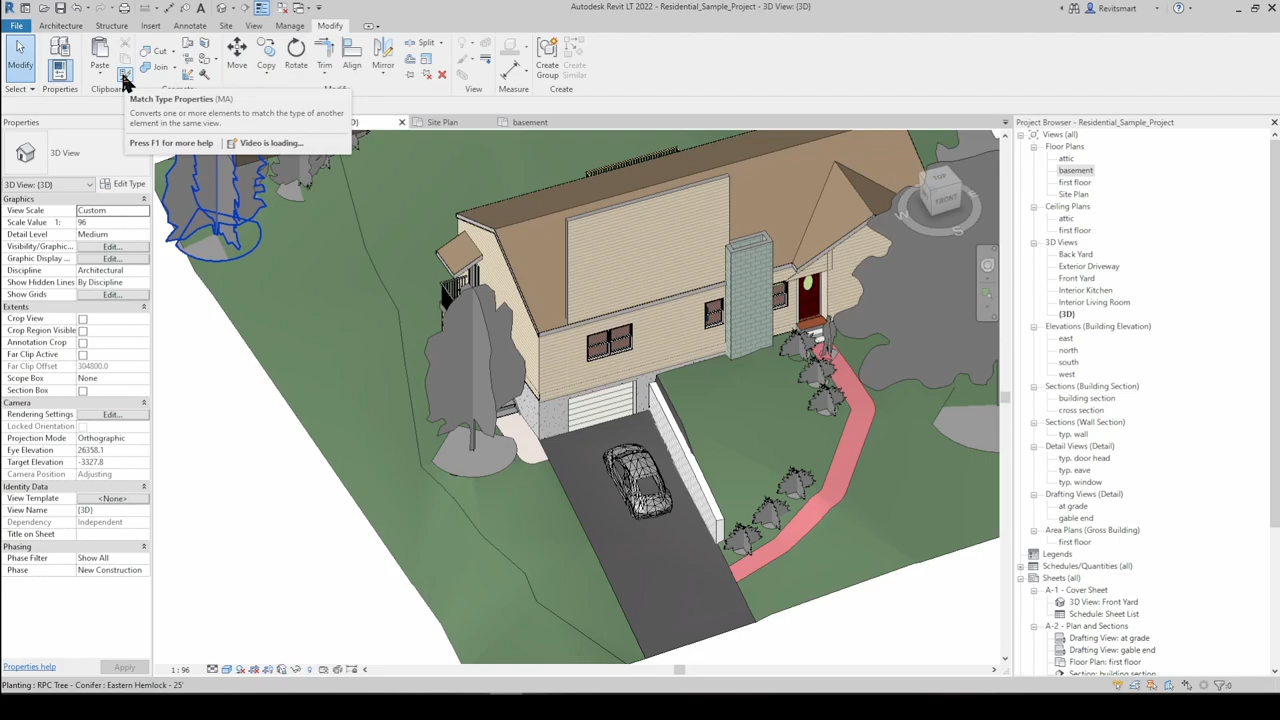 Autodesk Revit LT 2022 - Residential_Sample_Project - 3D View: {3D}
Revitsmart
File Architecture Structure Insert Annotate Site View Manage Modify
Modify
Paste
Cut
Join
Move
Copy
Rotate
Trim
Align
Mirror
Split
Create
Group
Create
Similar
Select
Properties
Clipboard
View
Measure
Create
Match Type Properties (MA)
Converts one or more elements to match the type of another
element in the same view.
Press F1 for more help
Video is loading...
Site Plan
basement
Properties
3D View
3D View: {3D}
Edit Type
Graphics
View Scale Custom
Scale Value 1: 96
Detail Level Medium
Visibility/Graphic... Edit...
Graphic Display ... Edit...
Discipline Architectural
Show Hidden Lines By Discipline
Show Grids Edit...
Extents
Crop View
Crop Region Visible
Annotation Crop
Far Clip Active
Far Clip Offset 304800.0
Scope Box None
Section Box
Camera
Rendering Settings Edit...
Locked Orientation
Projection Mode Orthographic
Eye Elevation 26358.1
Target Elevation -3327.8
Camera Position Adjusting
Identity Data
View Template <None>
View Name {3D}
Dependency Independent
Title on Sheet
Phasing
Phase Filter Show All
Phase New Construction
Properties help
Apply
TOP
FRONT
W
S
1 : 96
Planting : RPC Tree - Conifer : Eastern Hemlock - 25'
:0
Project Browser - Residential_Sample_Project
Views (all)
Floor Plans
attic
basement
first floor
Site Plan
Ceiling Plans
attic
first floor
3D Views
Back Yard
Exterior Driveway
Front Yard
Interior Kitchen
Interior Living Room
{3D}
Elevations (Building Elevation)
east
north
south
west
Sections (Building Section)
building section
cross section
Sections (Wall Section)
typ. wall
Detail Views (Detail)
typ. door head
typ. eave
typ. window
Drafting Views (Detail)
at grade
gable end
Area Plans (Gross Building)
first floor
Legends
Schedules/Quantities (all)
Sheets (all)
A-1 - Cover Sheet
3D View: Front Yard
Schedule: Sheet List
A-2 - Plan and Sections
Drafting View: at grade
Drafting View: gable end
Floor Plan: first floor
Section: building section